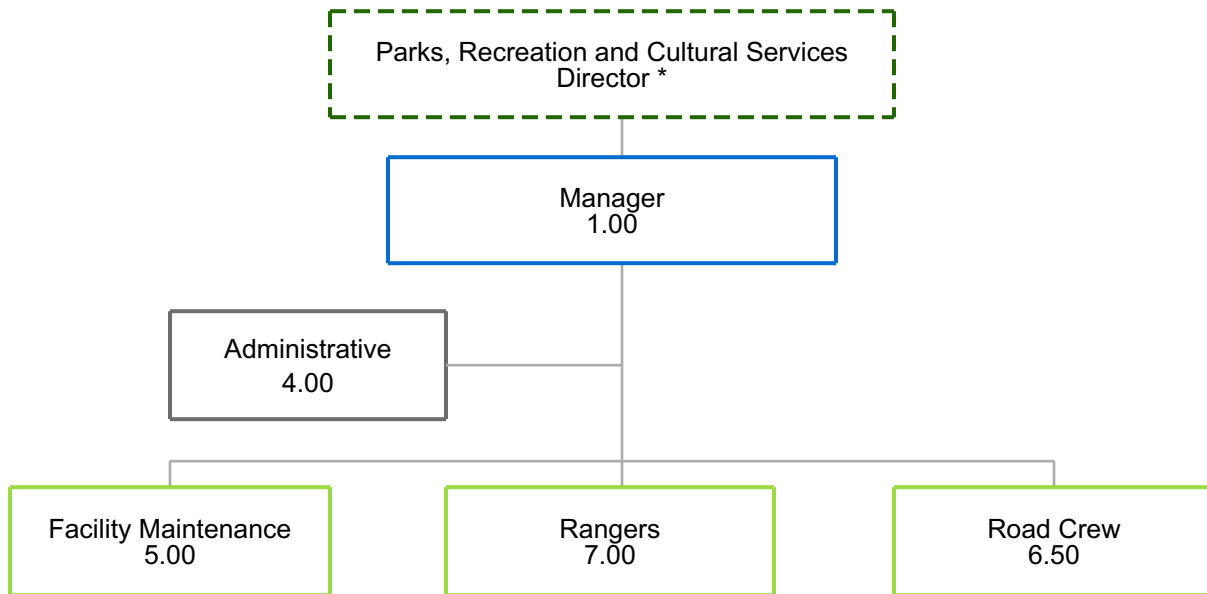 Parks, Recreation and Cultural Services
Director *
Manager
1.00
Administrative
4.00
Facility Maintenance
5.00
Rangers
7.00
Road Crew
6.50